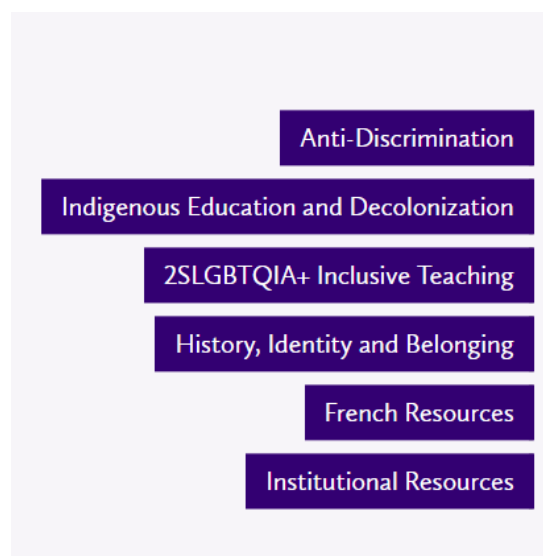 Anti-Discrimination
Indigenous Education and Decolonization
2SLGBTQIA+ Inclusive Teaching
History, Identity and Belonging
French Resources
Institutional Resources